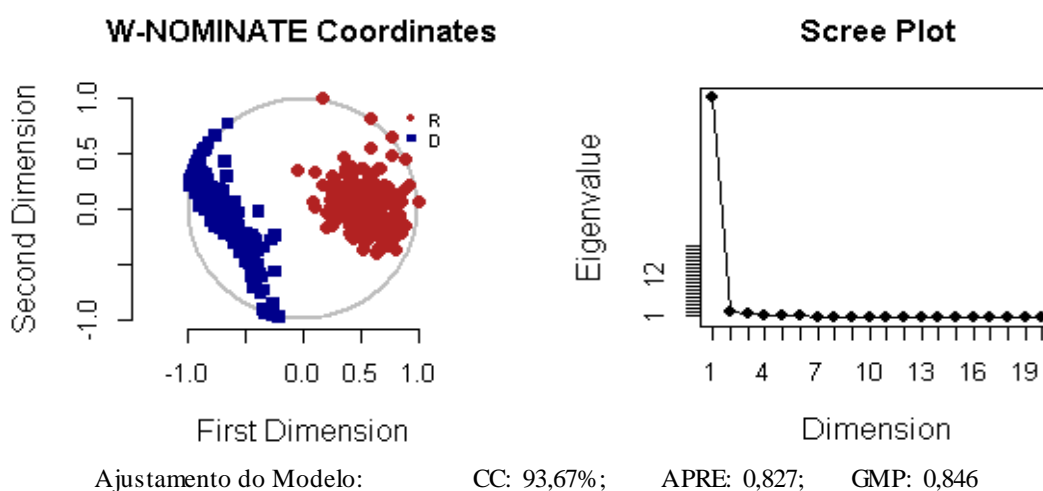 W-NOMINATE Coordinates
Second Dimension
1.0
0.5
0.0
-1.0
R
D
-1.0
0.0
0.5
1.0
First Dimension
Scree Plot
Eigenvalue
12
1
1
4
7
10
13
16
19
Dimension
Ajustamento do Modelo: CC: 93,67%; APRE: 0,827; GMP: 0,846